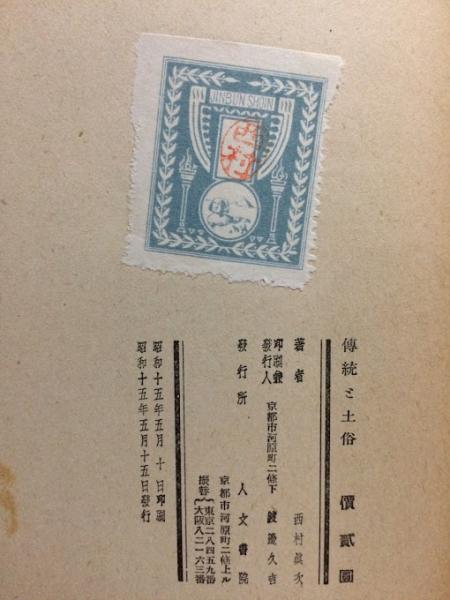 JINBUN SHOIN
西村
傳統と土俗 價貳圓
著者 西村眞次
印刷兼發行人 京都市河原町二條下 渡邊久吉
發行所 人文書院
京都市河原町二條上ル
振替 東京二八四五九番
大阪八二一六三番
昭和十五年五月十日印刷
昭和十五年五月十五日發行